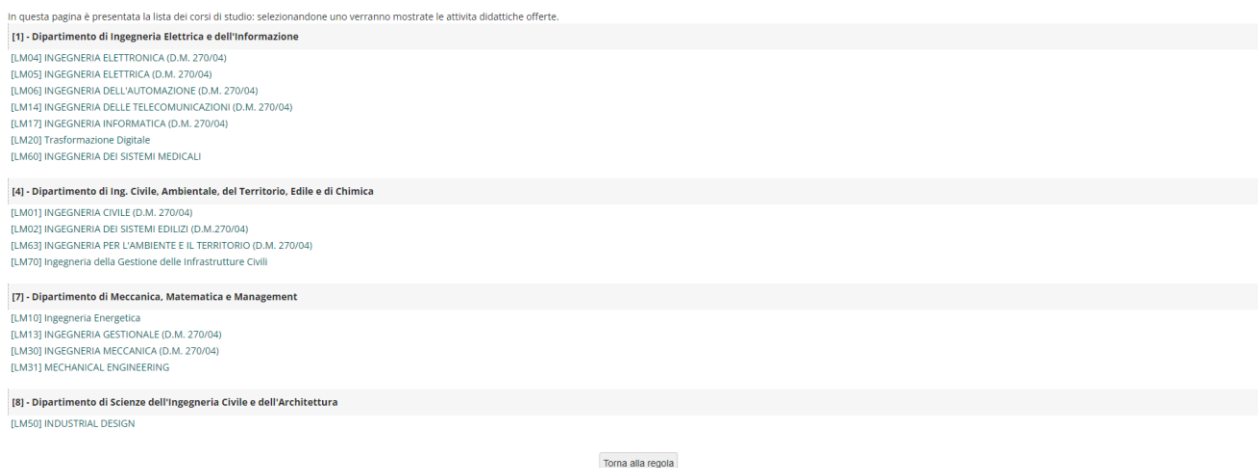 In questa pagina è presentata la lista dei corsi di studio: selezionandone uno verranno mostrate le attivita didattiche offerte.
[1] - Dipartimento di Ingegneria Elettrica e dell'Informazione
[LM04] INGEGNERIA ELETTRONICA (D.M. 270/04)
[LM05] INGEGNERIA ELETTRICA (D.M. 270/04)
[LM06] INGEGNERIA DELL'AUTOMAZIONE (D.M. 270/04)
[LM14] INGEGNERIA DELLE TELECOMUNICAZIONI (D.M. 270/04)
[LM17] INGEGNERIA INFORMATICA (D.M. 270/04)
[LM20] Trasformazione Digitale
[LM60] INGEGNERIA DEI SISTEMI MEDICALI
[4] - Dipartimento di Ing. Civile, Ambientale, del Territorio, Edile e di Chimica
[LM01] INGEGNERIA CIVILE (D.M. 270/04)
[LM02] INGEGNERIA DEI SISTEMI EDILIZI (D.M.270/04)
[LM63] INGEGNERIA PER L'AMBIENTE E IL TERRITORIO (D.M. 270/04)
[LM70] Ingegneria della Gestione delle Infrastrutture Civili
[7] - Dipartimento di Meccanica, Matematica e Management
[LM10] Ingegneria Energetica
[LM13] INGEGNERIA GESTIONALE (D.M. 270/04)
[LM30] INGEGNERIA MECCANICA (D.M. 270/04)
[LM31] MECHANICAL ENGINEERING
[8] - Dipartimento di Scienze dell'Ingegneria Civile e dell'Architettura
[LM50] INDUSTRIAL DESIGN
Torna alla regola